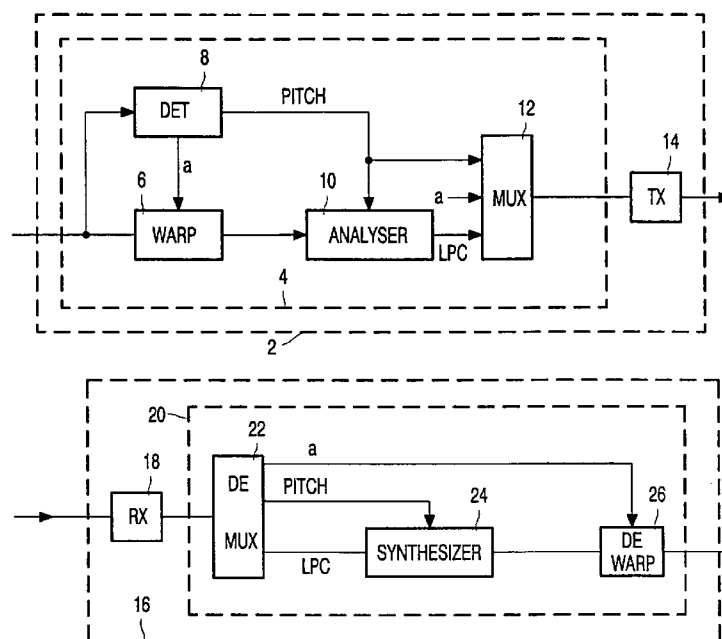 8
DET
PITCH
12
a
14
6
10
a
MUX
TX
WARP
ANALYSER
LPC
4
2
20
22
a
18
DE
PITCH
24
26
RX
MUX
SYNTHESIZER
DE
WARP
LPC
16